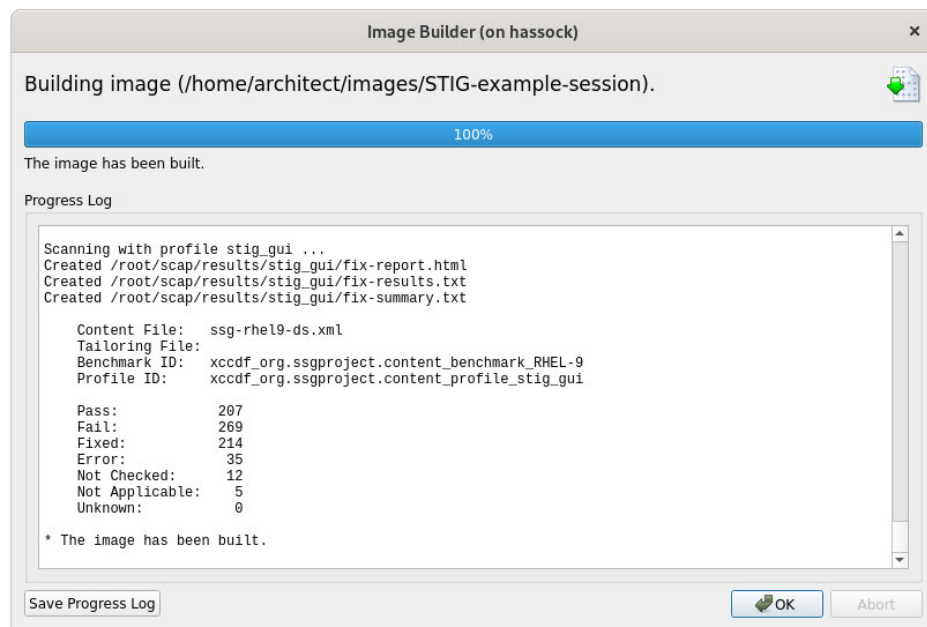 Image Builder (on hassock)
Building image (/home/architect/images/STIG-example-session).
100%
The image has been built.
Progress Log
Scanning with profile stig_gui ...
Created /root/scap/results/stig_gui/fix-report.html
Created /root/scap/results/stig_gui/fix-results.txt
Created /root/scap/results/stig_gui/fix-summary.txt
Content File: ssg-rhel9-ds.xml
Tailoring File:
Benchmark ID: xccdf_org.ssgproject.content_benchmark_RHEL-9
Profile ID: xccdf_org.ssgproject.content_profile_stig_gui
Pass: 207
Fail: 269
Fixed: 214
Error: 35
Not Checked: 12
Not Applicable: 5
Unknown: 0
* The image has been built.
Save Progress Log OK Abort